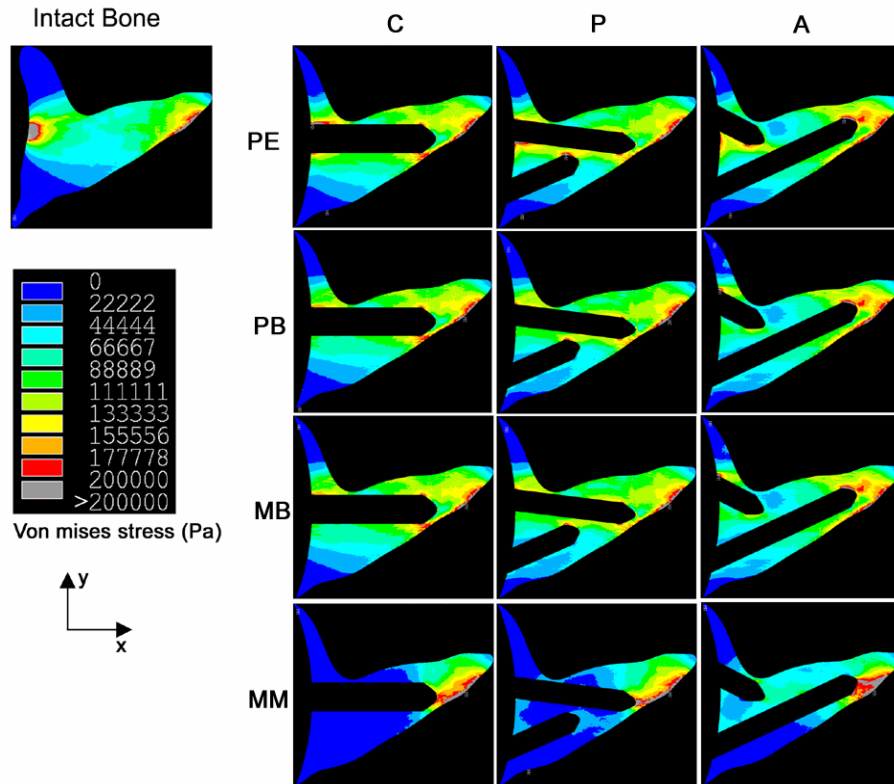 Intact Bone
C P A
PE
PB
MB
MM
0
22222
44444
66667
88889
111111
133333
155556
177778
200000
>200000
Von mises stress (Pa)
y
x